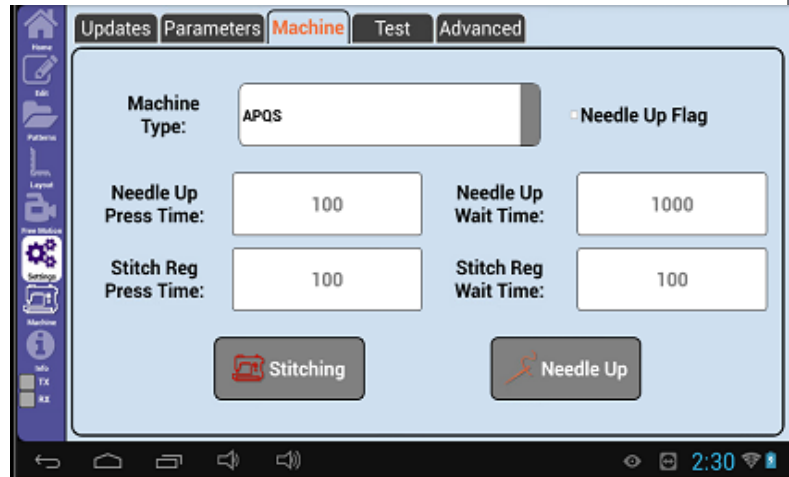 Home
Edit
Patterns
Layout
Free Motion
Settings
Machine
Info
TX
RX
Updates Parameters Machine Test Advanced
Machine
Type:
APQS
Needle Up Flag
Needle Up
Press Time:
100
Needle Up
Wait Time:
1000
Stitch Reg
Press Time:
100
Stitch Reg
Wait Time:
100
Stitching
Needle Up
2:30